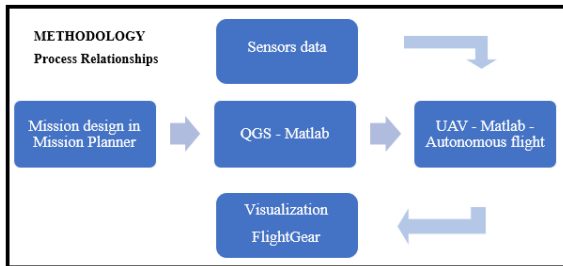 METHODOLOGY
Process Relationships
Sensors data
Mission design in
Mission Planner
QGS - Matlab
UAV - Matlab -
Autonomous flight
Visualization
FlightGear